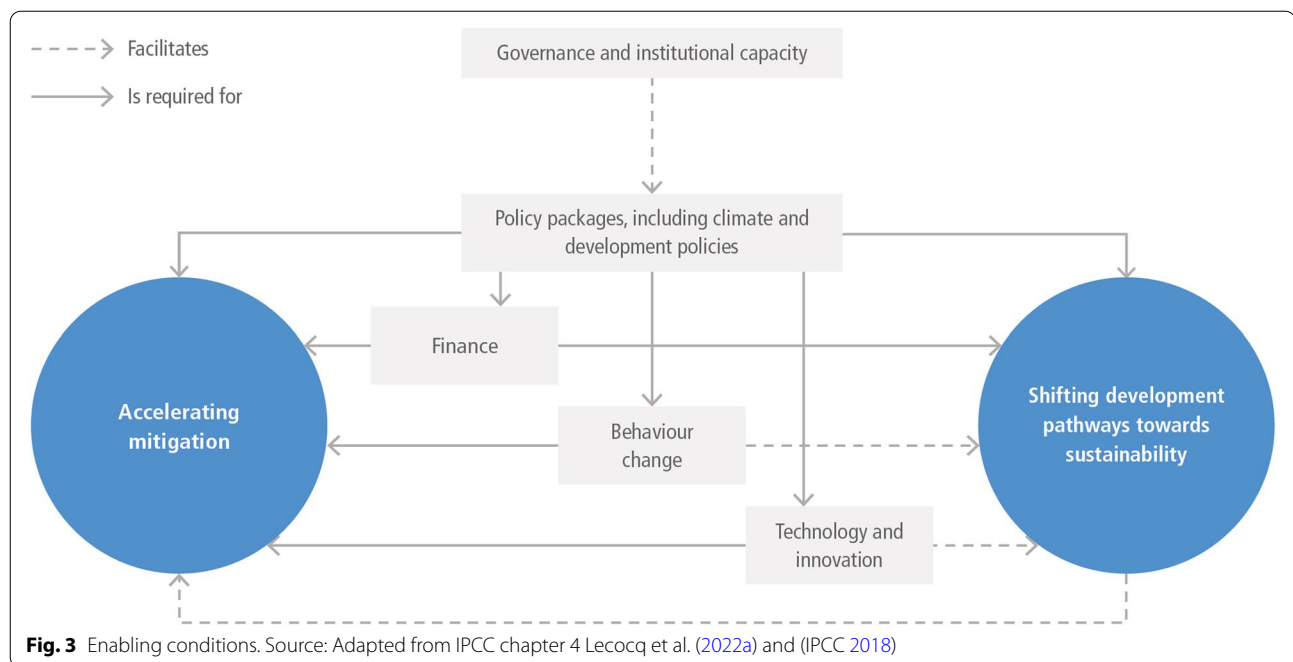 Facilitates
Is required for
Governance and institutional capacity
Policy packages, including climate and
development policies
Finance
Accelerating
mitigation
Behaviour
change
Shifting development
pathways towards
sustainability
Technology and
innovation
Fig. 3 Enabling conditions. Source: Adapted from IPCC chapter 4 Lecocq et al. (2022a) and (IPCC 2018)